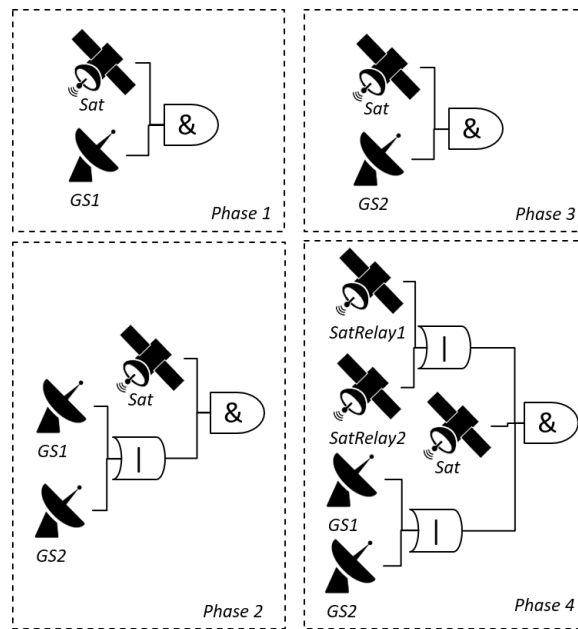 Sat
&
GS1
Phase 1
Sat
&
GS2
Phase 3
Sat
&
GS1
|
GS2
Phase 2
SatRelay1
|
SatRelay2
Sat
&
GS1
|
GS2
Phase 4